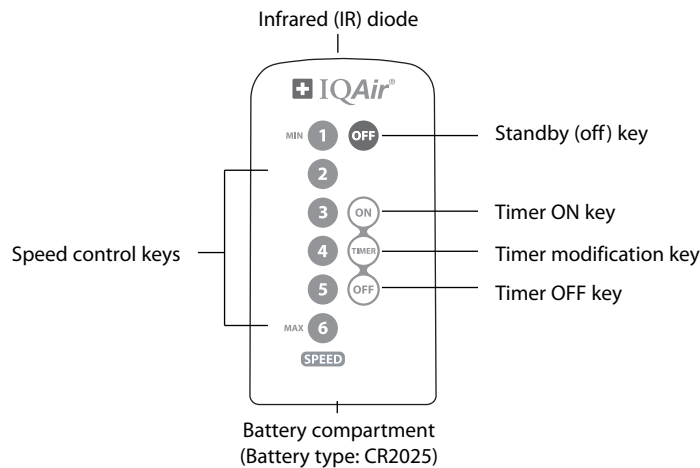 Infrared (IR) diode
IQAir®
MIN 1 OFF
Standby (off) key
2
3 ON
Timer ON key
Speed control keys
4 TIMER
Timer modification key
5 OFF
Timer OFF key
MAX 6
SPEED
Battery compartment
(Battery type: CR2025)